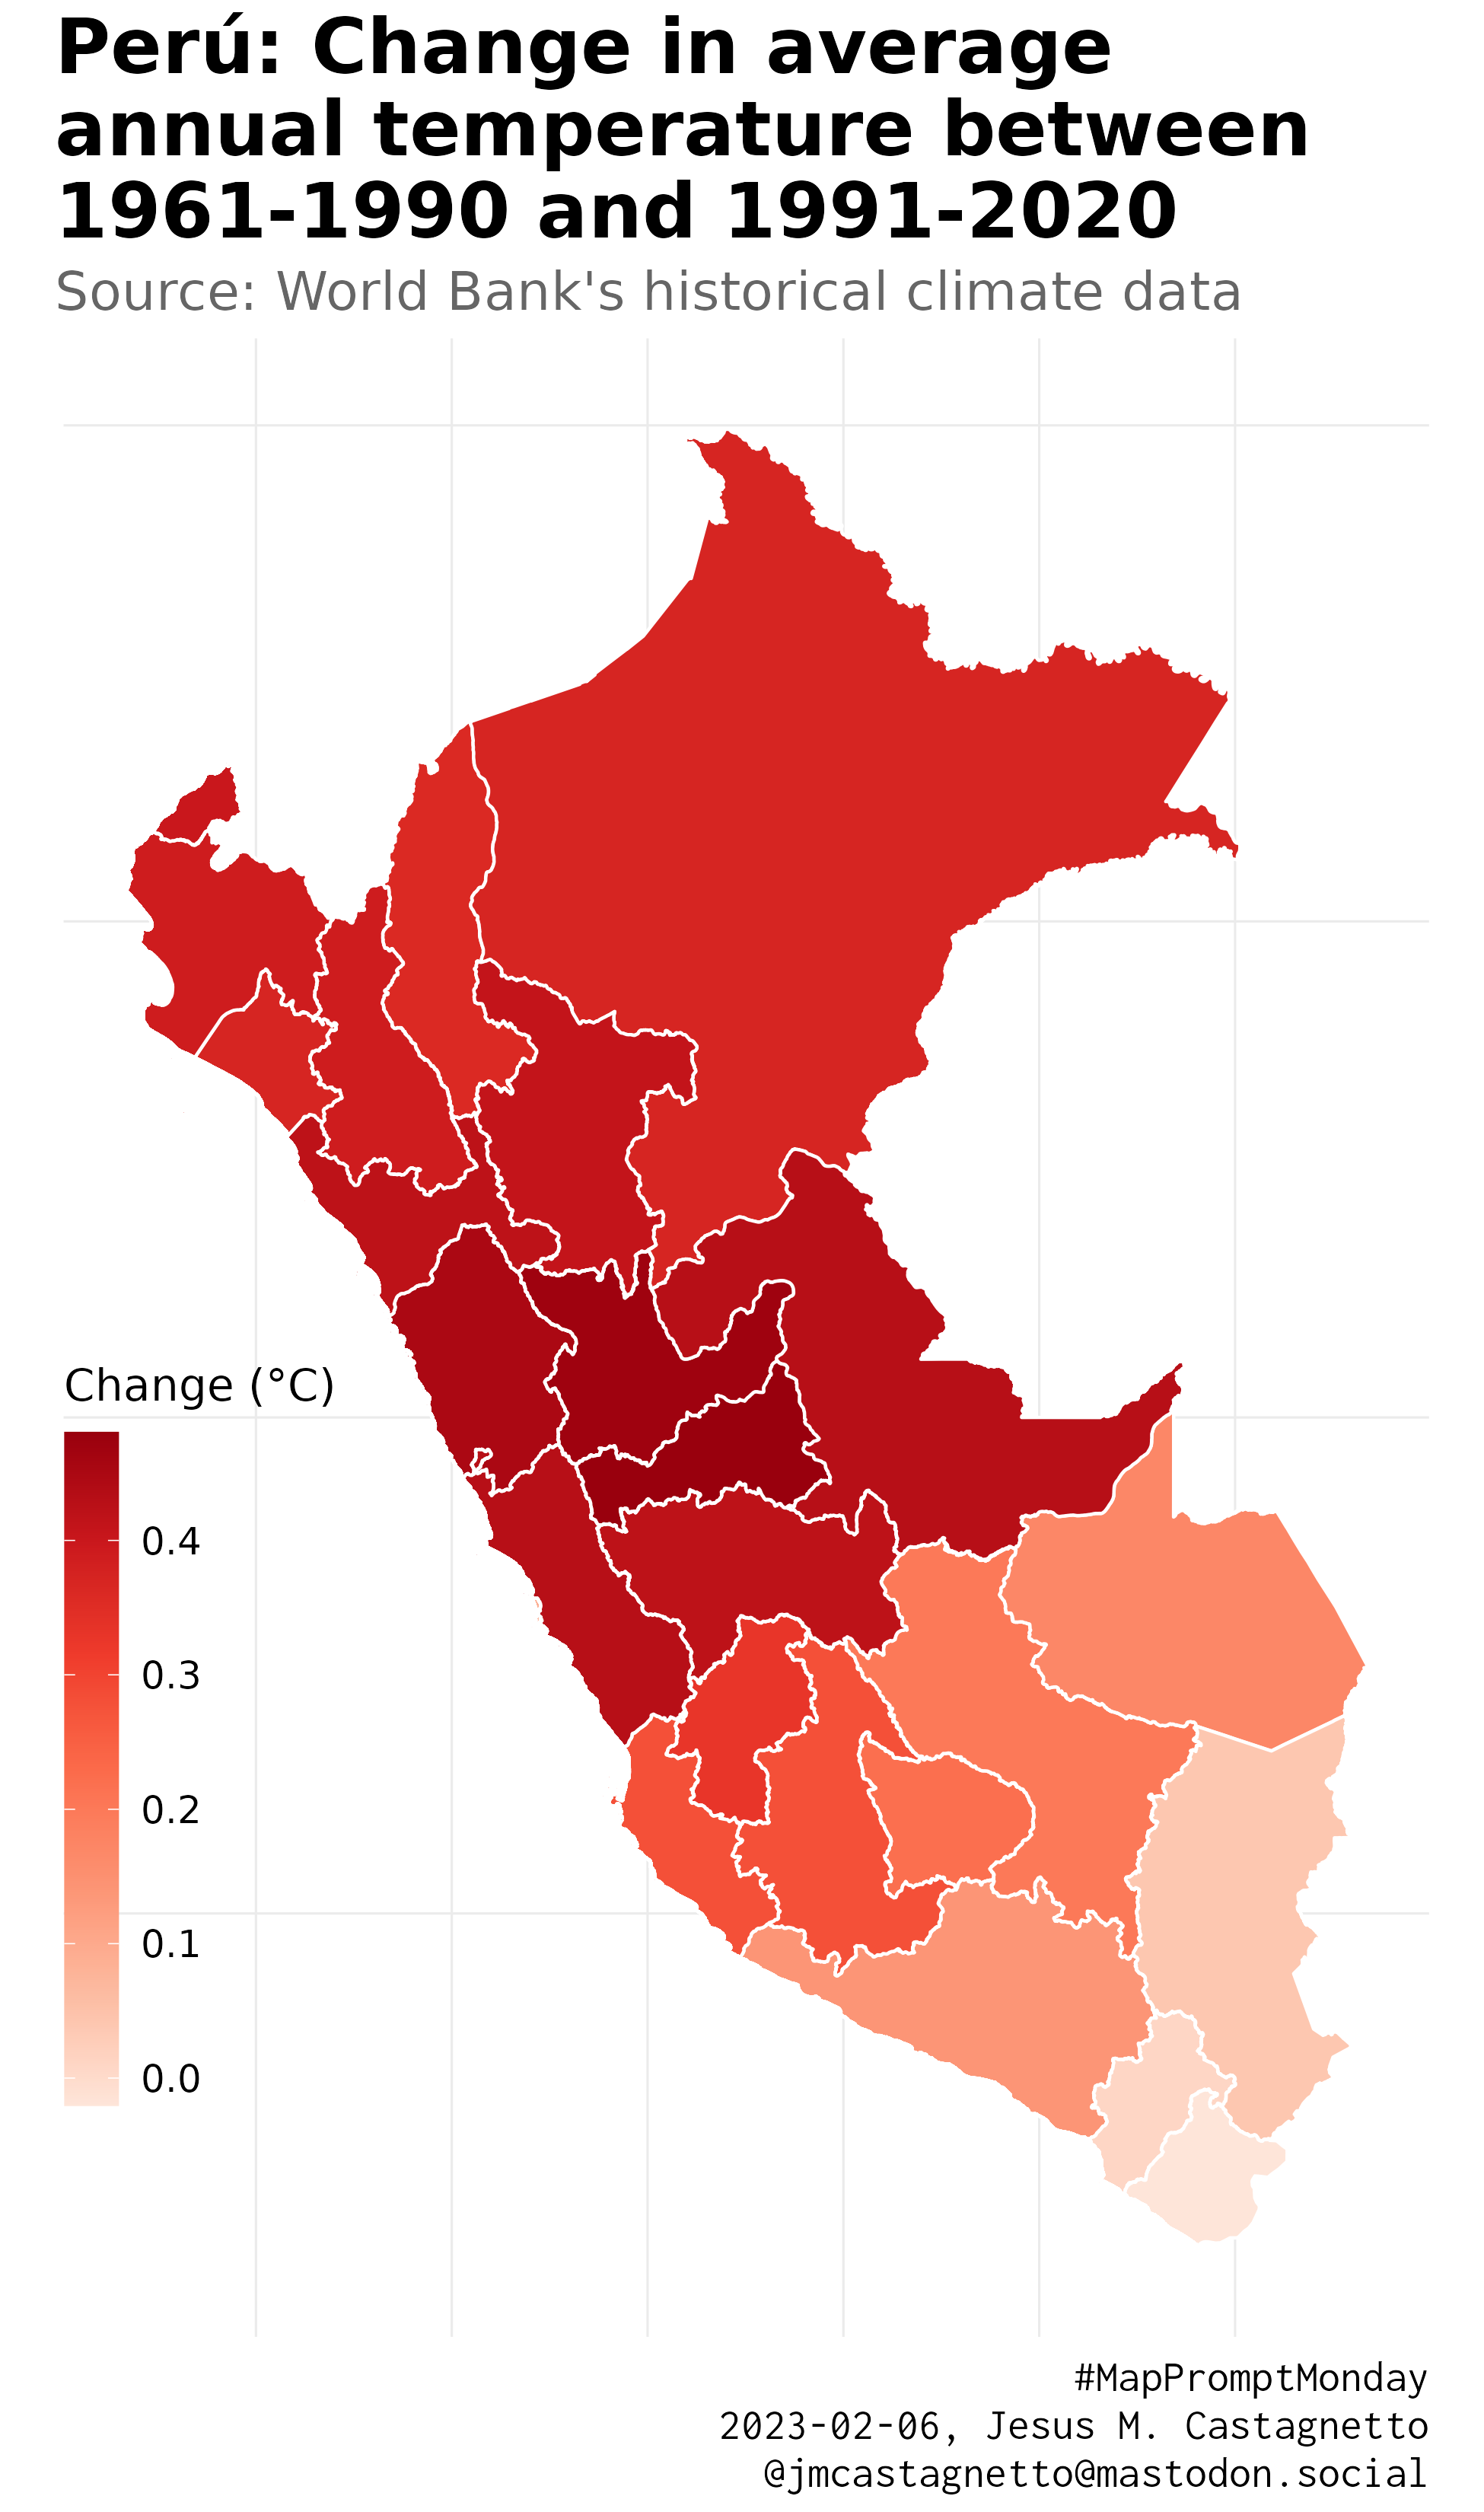 Perú: Change in average
annual temperature between
1961-1990 and 1991-2020
Source: World Bank's historical climate data
Change (°C)
0.4
0.3
0.2
0.1
0.0
#MapPromptMonday
2023-02-06, Jesus M. Castagnetto
@jmcastagnetto@mastodon.social